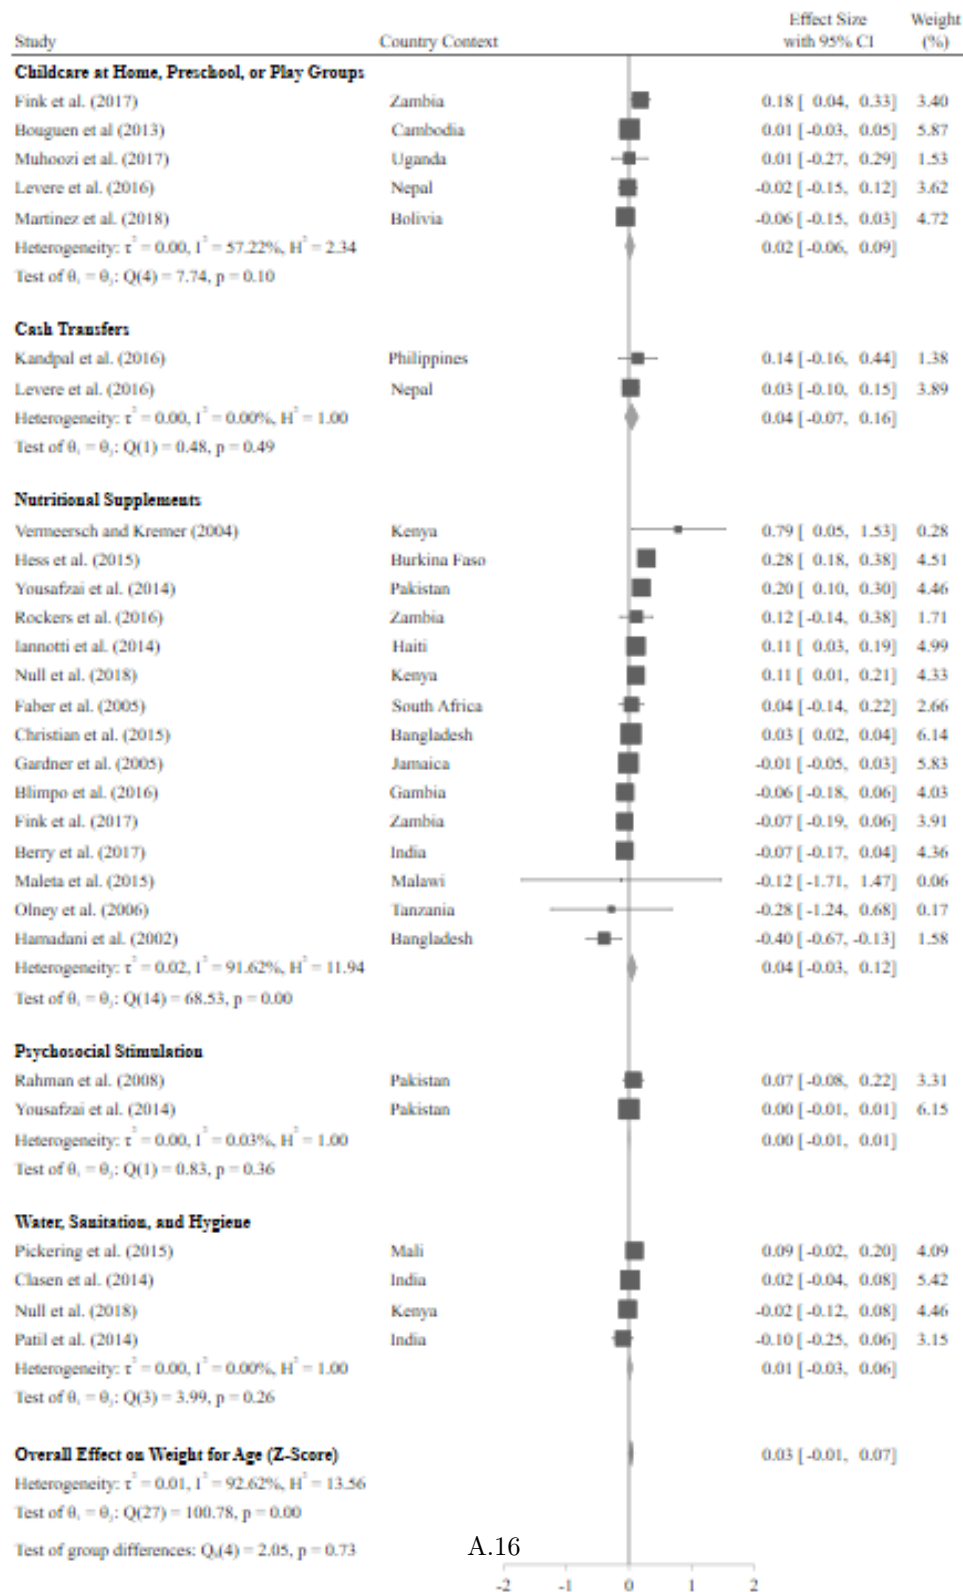 Effect Size Weight
Study Country Context with 95% CI (%)
Childcare at Home, Preschool, or Play Groups
Fink et al. (2017) Zambia 0.18 [ 0.04, 0.33] 3.40
Bouguen et al (2013) Cambodia 0.01 [-0.03, 0.05] 5.87
Muhoozi et al. (2017) Uganda 0.01 [-0.27, 0.29] 1.53
Levere et al. (2016) Nepal -0.02 [-0.15, 0.12] 3.62
Martinez et al. (2018) Bolivia -0.06 [-0.15, 0.03] 4.72
Heterogeneity: τ² = 0.00, I² = 57.22%, H² = 2.34 0.02 [-0.06, 0.09]
Test of θᵢ = θⱼ: Q(4) = 7.74, p = 0.10
Cash Transfers
Kandpal et al. (2016) Philippines 0.14 [-0.16, 0.44] 1.38
Levere et al. (2016) Nepal 0.03 [-0.10, 0.15] 3.89
Heterogeneity: τ² = 0.00, I² = 0.00%, H² = 1.00 0.04 [-0.07, 0.16]
Test of θᵢ = θⱼ: Q(1) = 0.48, p = 0.49
Nutritional Supplements
Vermeersch and Kremer (2004) Kenya 0.79 [ 0.05, 1.53] 0.28
Hess et al. (2015) Burkina Faso 0.28 [ 0.18, 0.38] 4.51
Yousafzai et al. (2014) Pakistan 0.20 [ 0.10, 0.30] 4.46
Rockers et al. (2016) Zambia 0.12 [-0.14, 0.38] 1.71
Iannotti et al. (2014) Haiti 0.11 [ 0.03, 0.19] 4.99
Null et al. (2018) Kenya 0.11 [ 0.01, 0.21] 4.33
Faber et al. (2005) South Africa 0.04 [-0.14, 0.22] 2.66
Christian et al. (2015) Bangladesh 0.03 [ 0.02, 0.04] 6.14
Gardner et al. (2005) Jamaica -0.01 [-0.05, 0.03] 5.83
Blimpo et al. (2016) Gambia -0.06 [-0.18, 0.06] 4.03
Fink et al. (2017) Zambia -0.07 [-0.19, 0.06] 3.91
Berry et al. (2017) India -0.07 [-0.17, 0.04] 4.36
Maleta et al. (2015) Malawi -0.12 [-1.71, 1.47] 0.06
Olney et al. (2006) Tanzania -0.28 [-1.24, 0.68] 0.17
Hamadani et al. (2002) Bangladesh -0.40 [-0.67, -0.13] 1.58
Heterogeneity: τ² = 0.02, I² = 91.62%, H² = 11.94 0.04 [-0.03, 0.12]
Test of θᵢ = θⱼ: Q(14) = 68.53, p = 0.00
Psychosocial Stimulation
Rahman et al. (2008) Pakistan 0.07 [-0.08, 0.22] 3.31
Yousafzai et al. (2014) Pakistan 0.00 [-0.01, 0.01] 6.15
Heterogeneity: τ² = 0.00, I² = 0.03%, H² = 1.00 0.00 [-0.01, 0.01]
Test of θᵢ = θⱼ: Q(1) = 0.83, p = 0.36
Water, Sanitation, and Hygiene
Pickering et al. (2015) Mali 0.09 [-0.02, 0.20] 4.09
Clasen et al. (2014) India 0.02 [-0.04, 0.08] 5.42
Null et al. (2018) Kenya -0.02 [-0.12, 0.08] 4.46
Patil et al. (2014) India -0.10 [-0.25, 0.06] 3.15
Heterogeneity: τ² = 0.00, I² = 0.00%, H² = 1.00 0.01 [-0.03, 0.06]
Test of θᵢ = θⱼ: Q(3) = 3.99, p = 0.26
Overall Effect on Weight for Age (Z-Score) 0.03 [-0.01, 0.07]
Heterogeneity: τ² = 0.01, I² = 92.62%, H² = 13.56
Test of θᵢ = θⱼ: Q(27) = 100.78, p = 0.00
Test of group differences: Q_b(4) = 2.05, p = 0.73
A.16
-2 -1 0 1 2